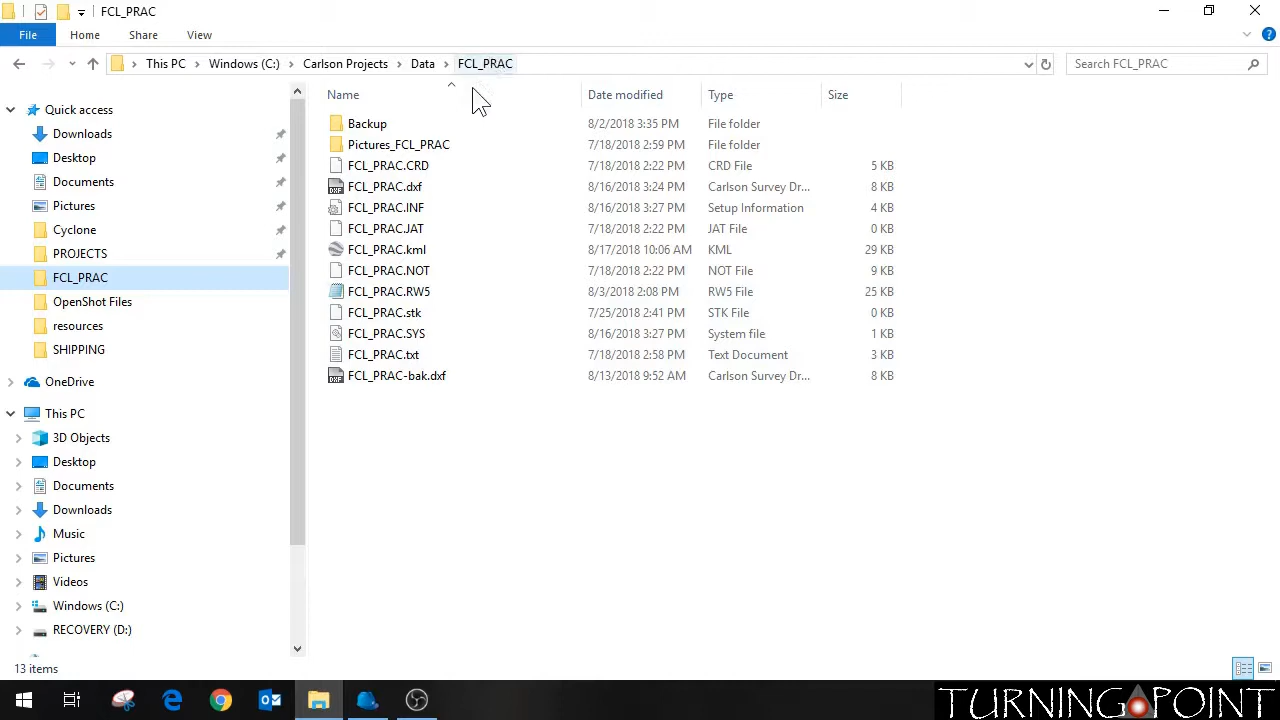 FCL_PRAC
File Home Share View
This PC Windows (C:) Carlson Projects Data FCL_PRAC Search FCL_PRAC
Name Date modified Type Size
Quick access
Downloads
Desktop
Documents
Pictures
Cyclone
PROJECTS
FCL_PRAC
OpenShot Files
resources
SHIPPING
OneDrive
This PC
3D Objects
Desktop
Documents
Downloads
Music
Pictures
Videos
Windows (C:)
RECOVERY (D:)
Backup 8/2/2018 3:35 PM File folder
Pictures_FCL_PRAC 7/18/2018 2:59 PM File folder
FCL_PRAC.CRD 7/18/2018 2:22 PM CRD File 5 KB
FCL_PRAC.dxf 8/16/2018 3:24 PM Carlson Survey Dr... 8 KB
FCL_PRAC.INF 8/16/2018 3:27 PM Setup Information 4 KB
FCL_PRAC.JAT 7/18/2018 2:22 PM JAT File 0 KB
FCL_PRAC.kml 8/17/2018 10:06 AM KML 29 KB
FCL_PRAC.NOT 7/18/2018 2:22 PM NOT File 9 KB
FCL_PRAC.RW5 8/3/2018 2:08 PM RW5 File 25 KB
FCL_PRAC.stk 7/25/2018 2:41 PM STK File 0 KB
FCL_PRAC.SYS 8/16/2018 3:27 PM System file 1 KB
FCL_PRAC.txt 7/18/2018 2:58 PM Text Document 3 KB
FCL_PRAC-bak.dxf 8/13/2018 9:52 AM Carlson Survey Dr... 8 KB
13 items
TURNING POINT